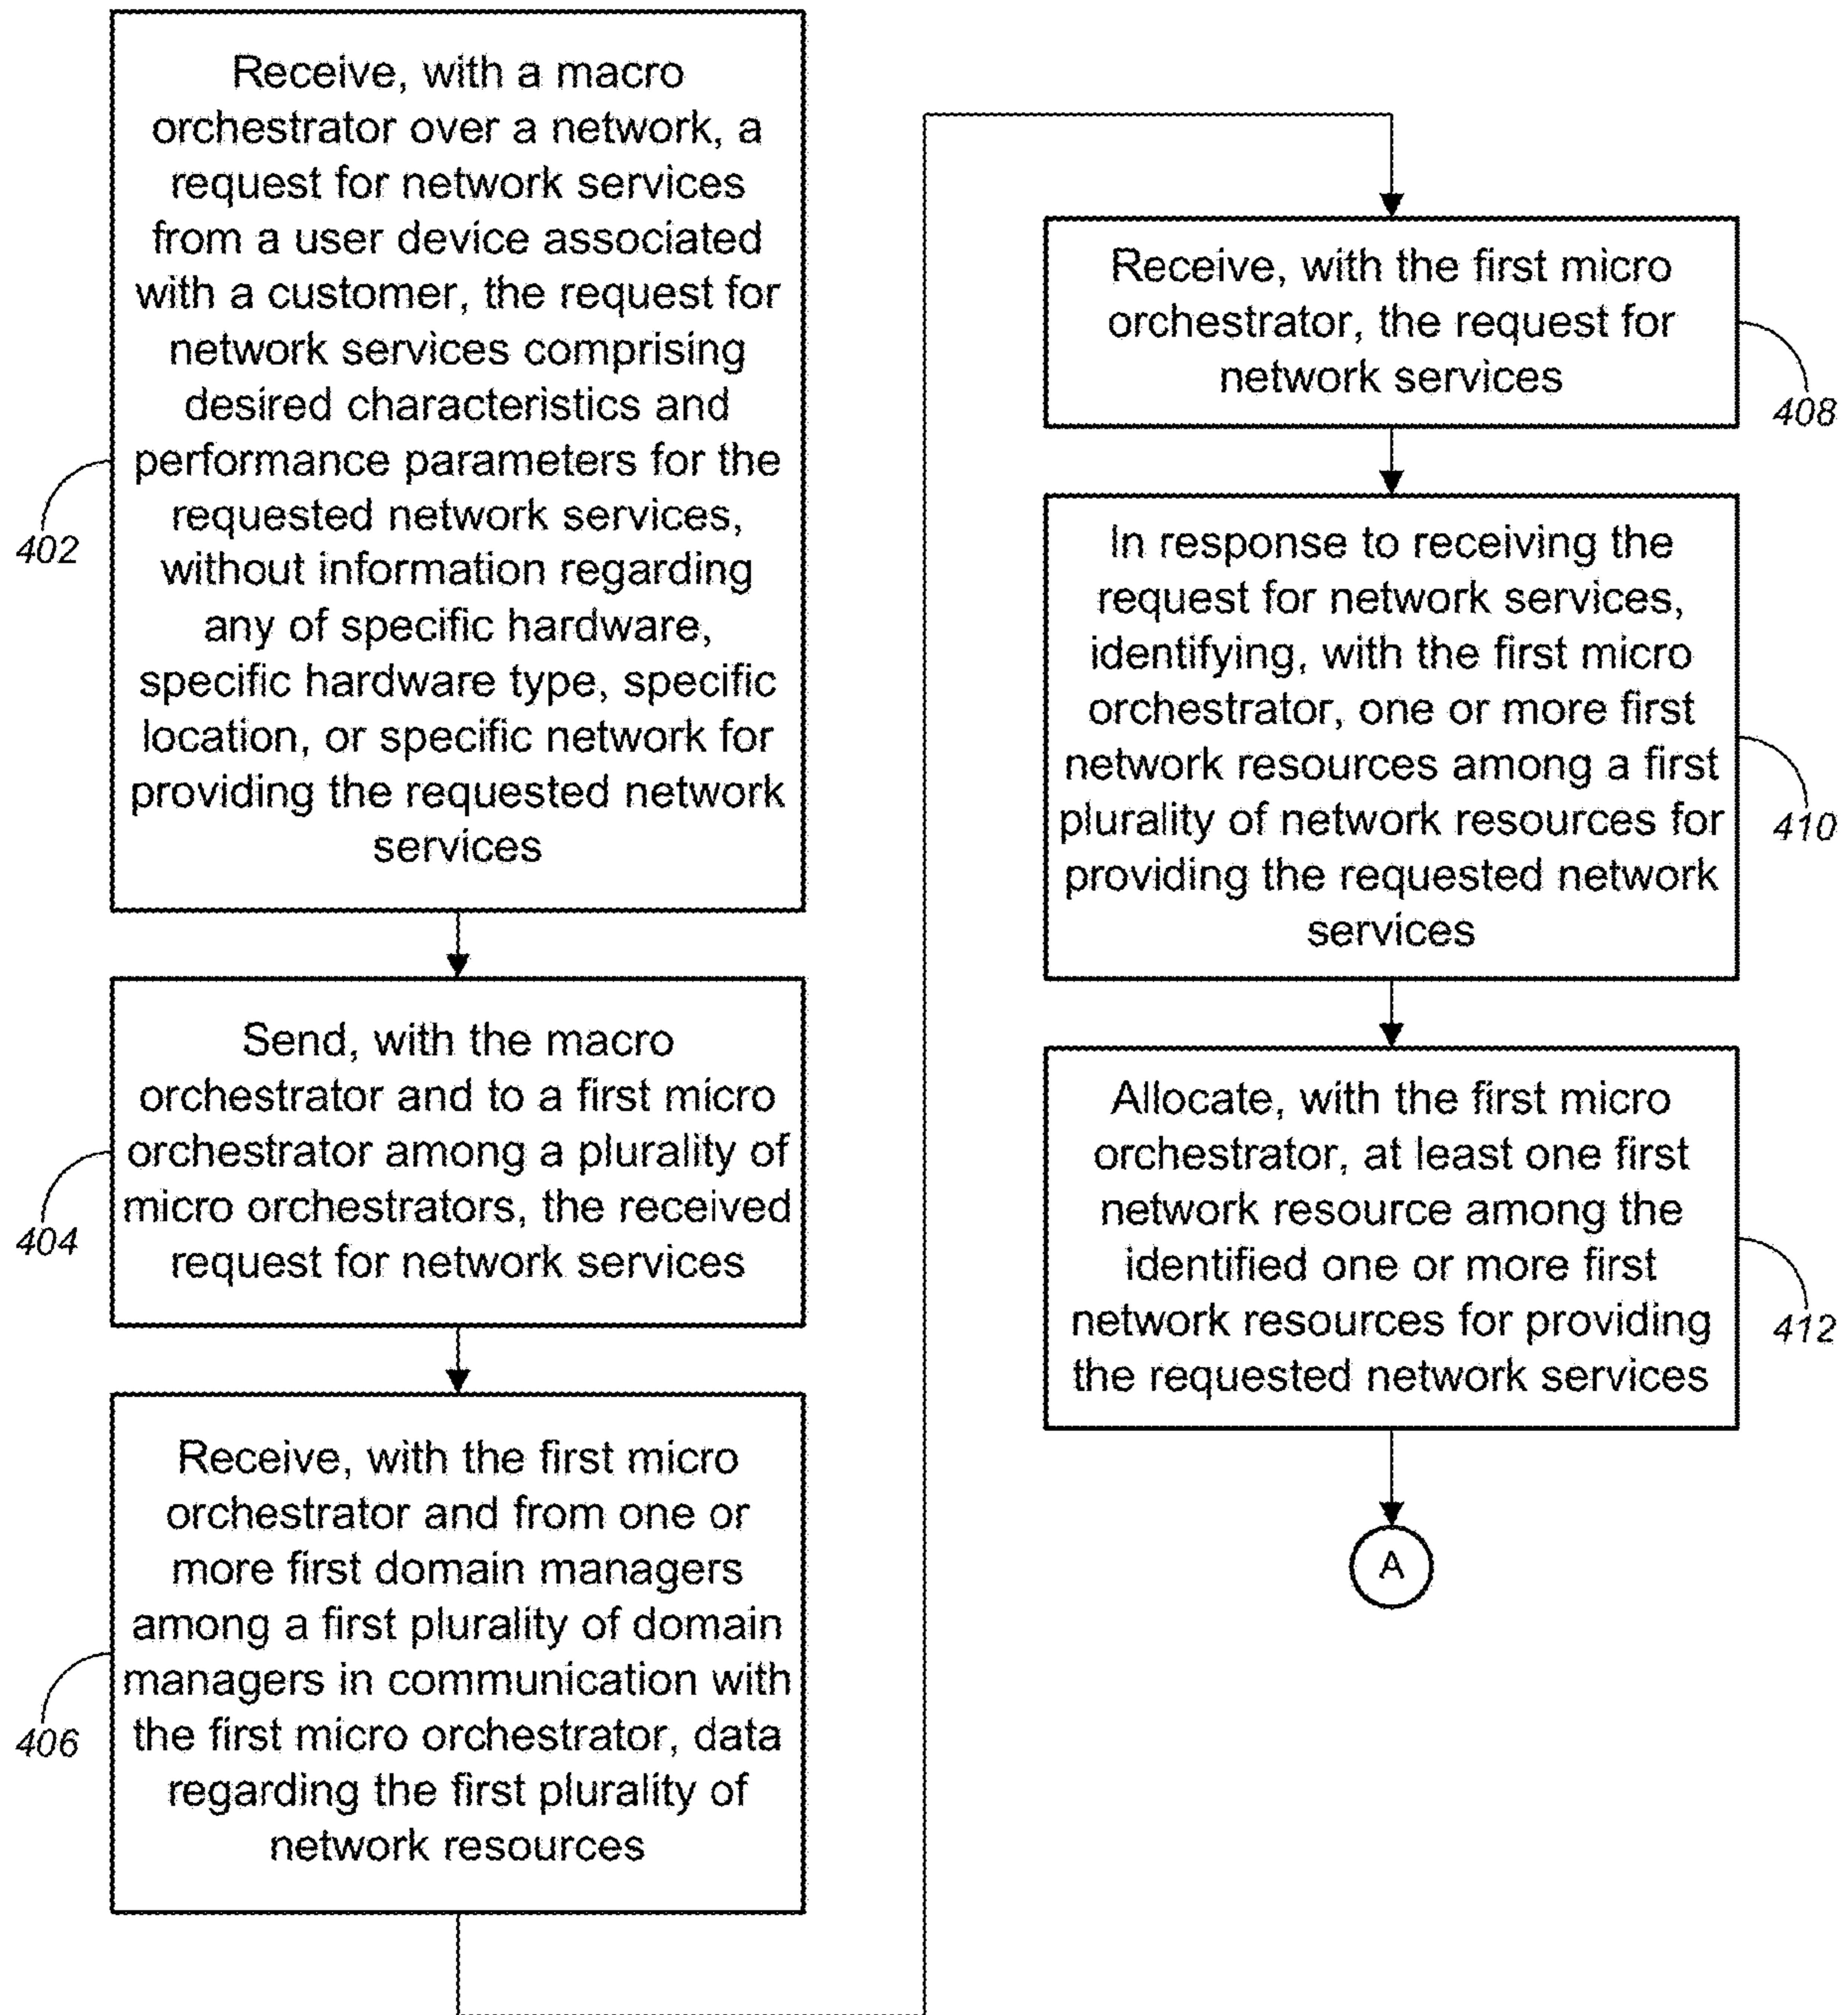 Receive, with a macro
orchestrator over a network, a
request for network services
from a user device associated
with a customer, the request for
network services comprising
desired characteristics and
performance parameters for the
requested network services,
without information regarding
any of specific hardware,
specific hardware type, specific
location, or specific network for
providing the requested network
services
402
Send, with the macro
orchestrator and to a first micro
orchestrator among a plurality of
micro orchestrators, the received
request for network services
404
Receive, with the first micro
orchestrator and from one or
more first domain managers
among a first plurality of domain
managers in communication with
the first micro orchestrator, data
regarding the first plurality of
network resources
406
Receive, with the first micro
orchestrator, the request for
network services
408
In response to receiving the
request for network services,
identifying, with the first micro
orchestrator, one or more first
network resources among a first
plurality of network resources for
providing the requested network
services
410
Allocate, with the first micro
orchestrator, at least one first
network resource among the
identified one or more first
network resources for providing
the requested network services
412
A